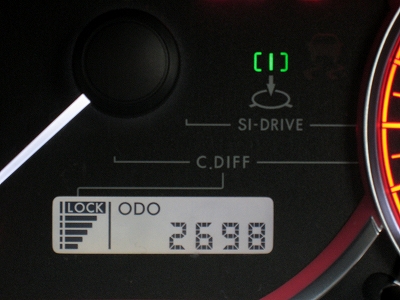 [I]
SI-DRIVE
C.DIFF
LOCK ODO
2698